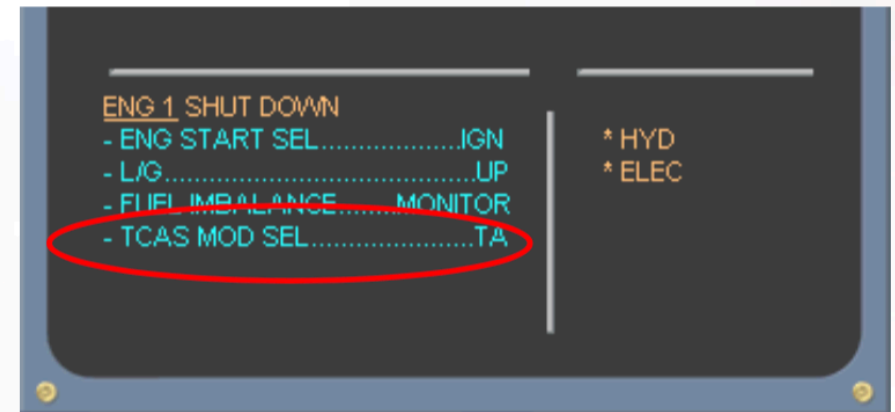 ENG 1 SHUT DOWN
- ENG START SEL...................IGN
- L/G..........................................UP
- FUEL IMBALANCE........MONITOR
- TCAS MOD SEL......................TA
* HYD
* ELEC